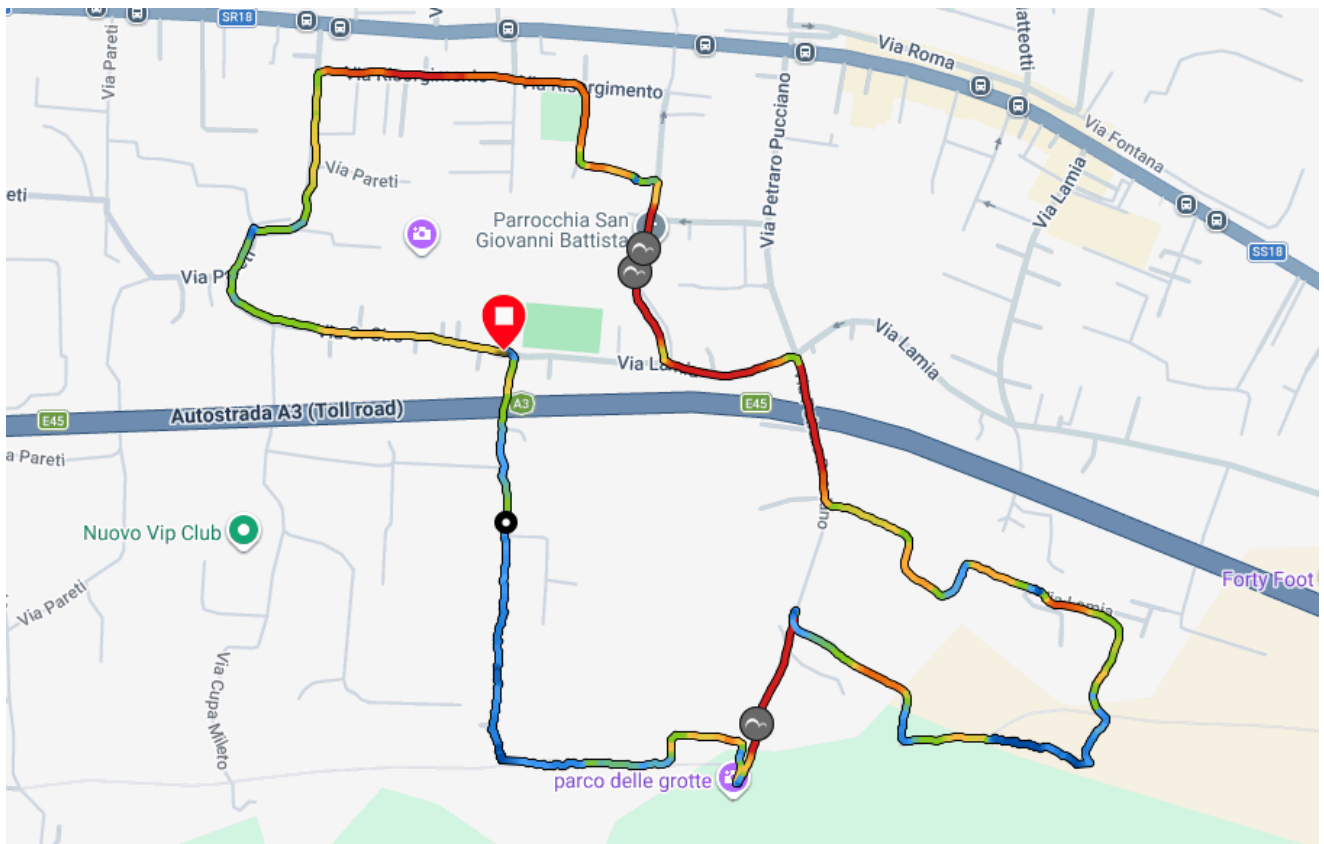 SR18
Via Pareti
Via Roma
Via Risorgimento
Via Risorgimento
Via Petraro Pucciano
Via Fontana
Via Pareti
Via Lamia
Parrocchia San
Giovanni Battista
SS18
Via Lamia
Via Lamia
E45
Autostrada A3 (Toll road)
A3
E45
a Pareti
Nuovo Vip Club
Forty Foot
Via Pareti
Via Lamia
Via Cupa Mileto
parco delle grotte